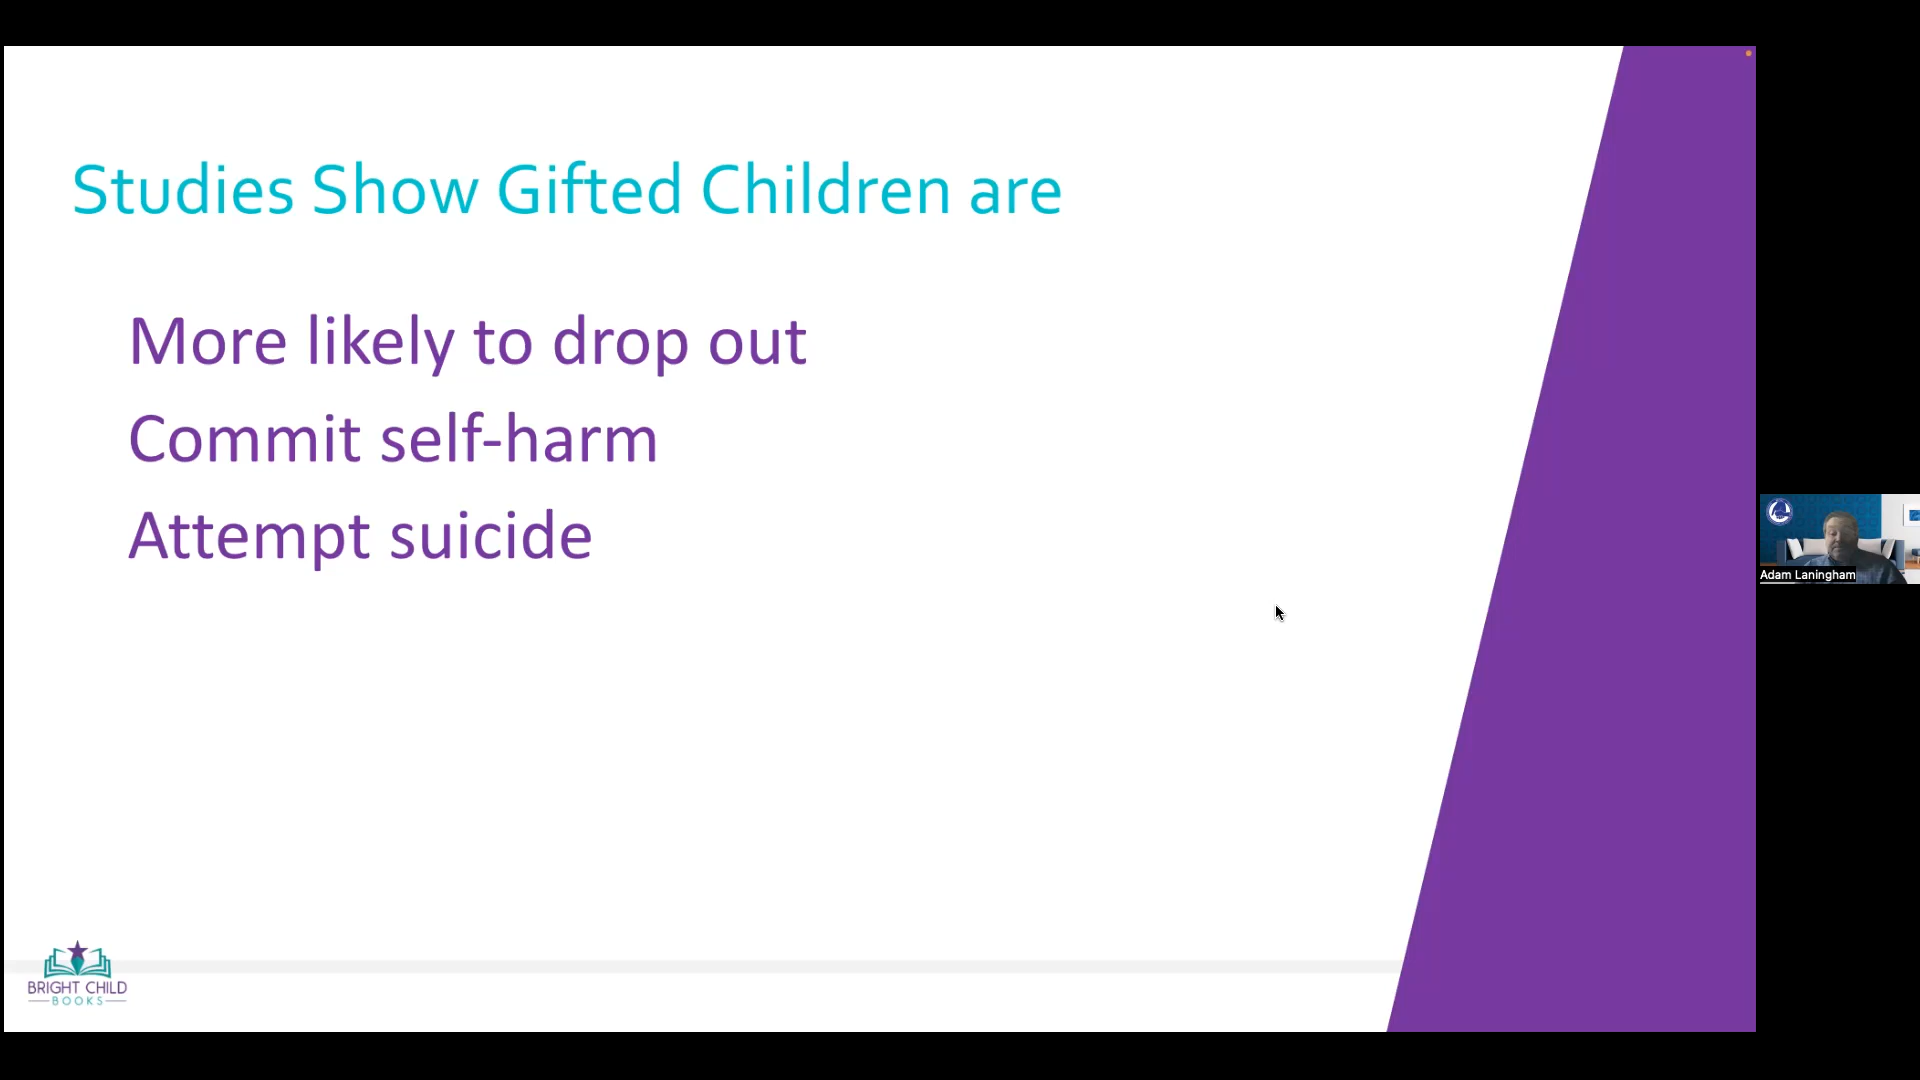 Studies Show Gifted Children are
More likely to drop out
Commit self-harm
Attempt suicide
Adam Laningham
BRIGHT CHILD
BOOKS